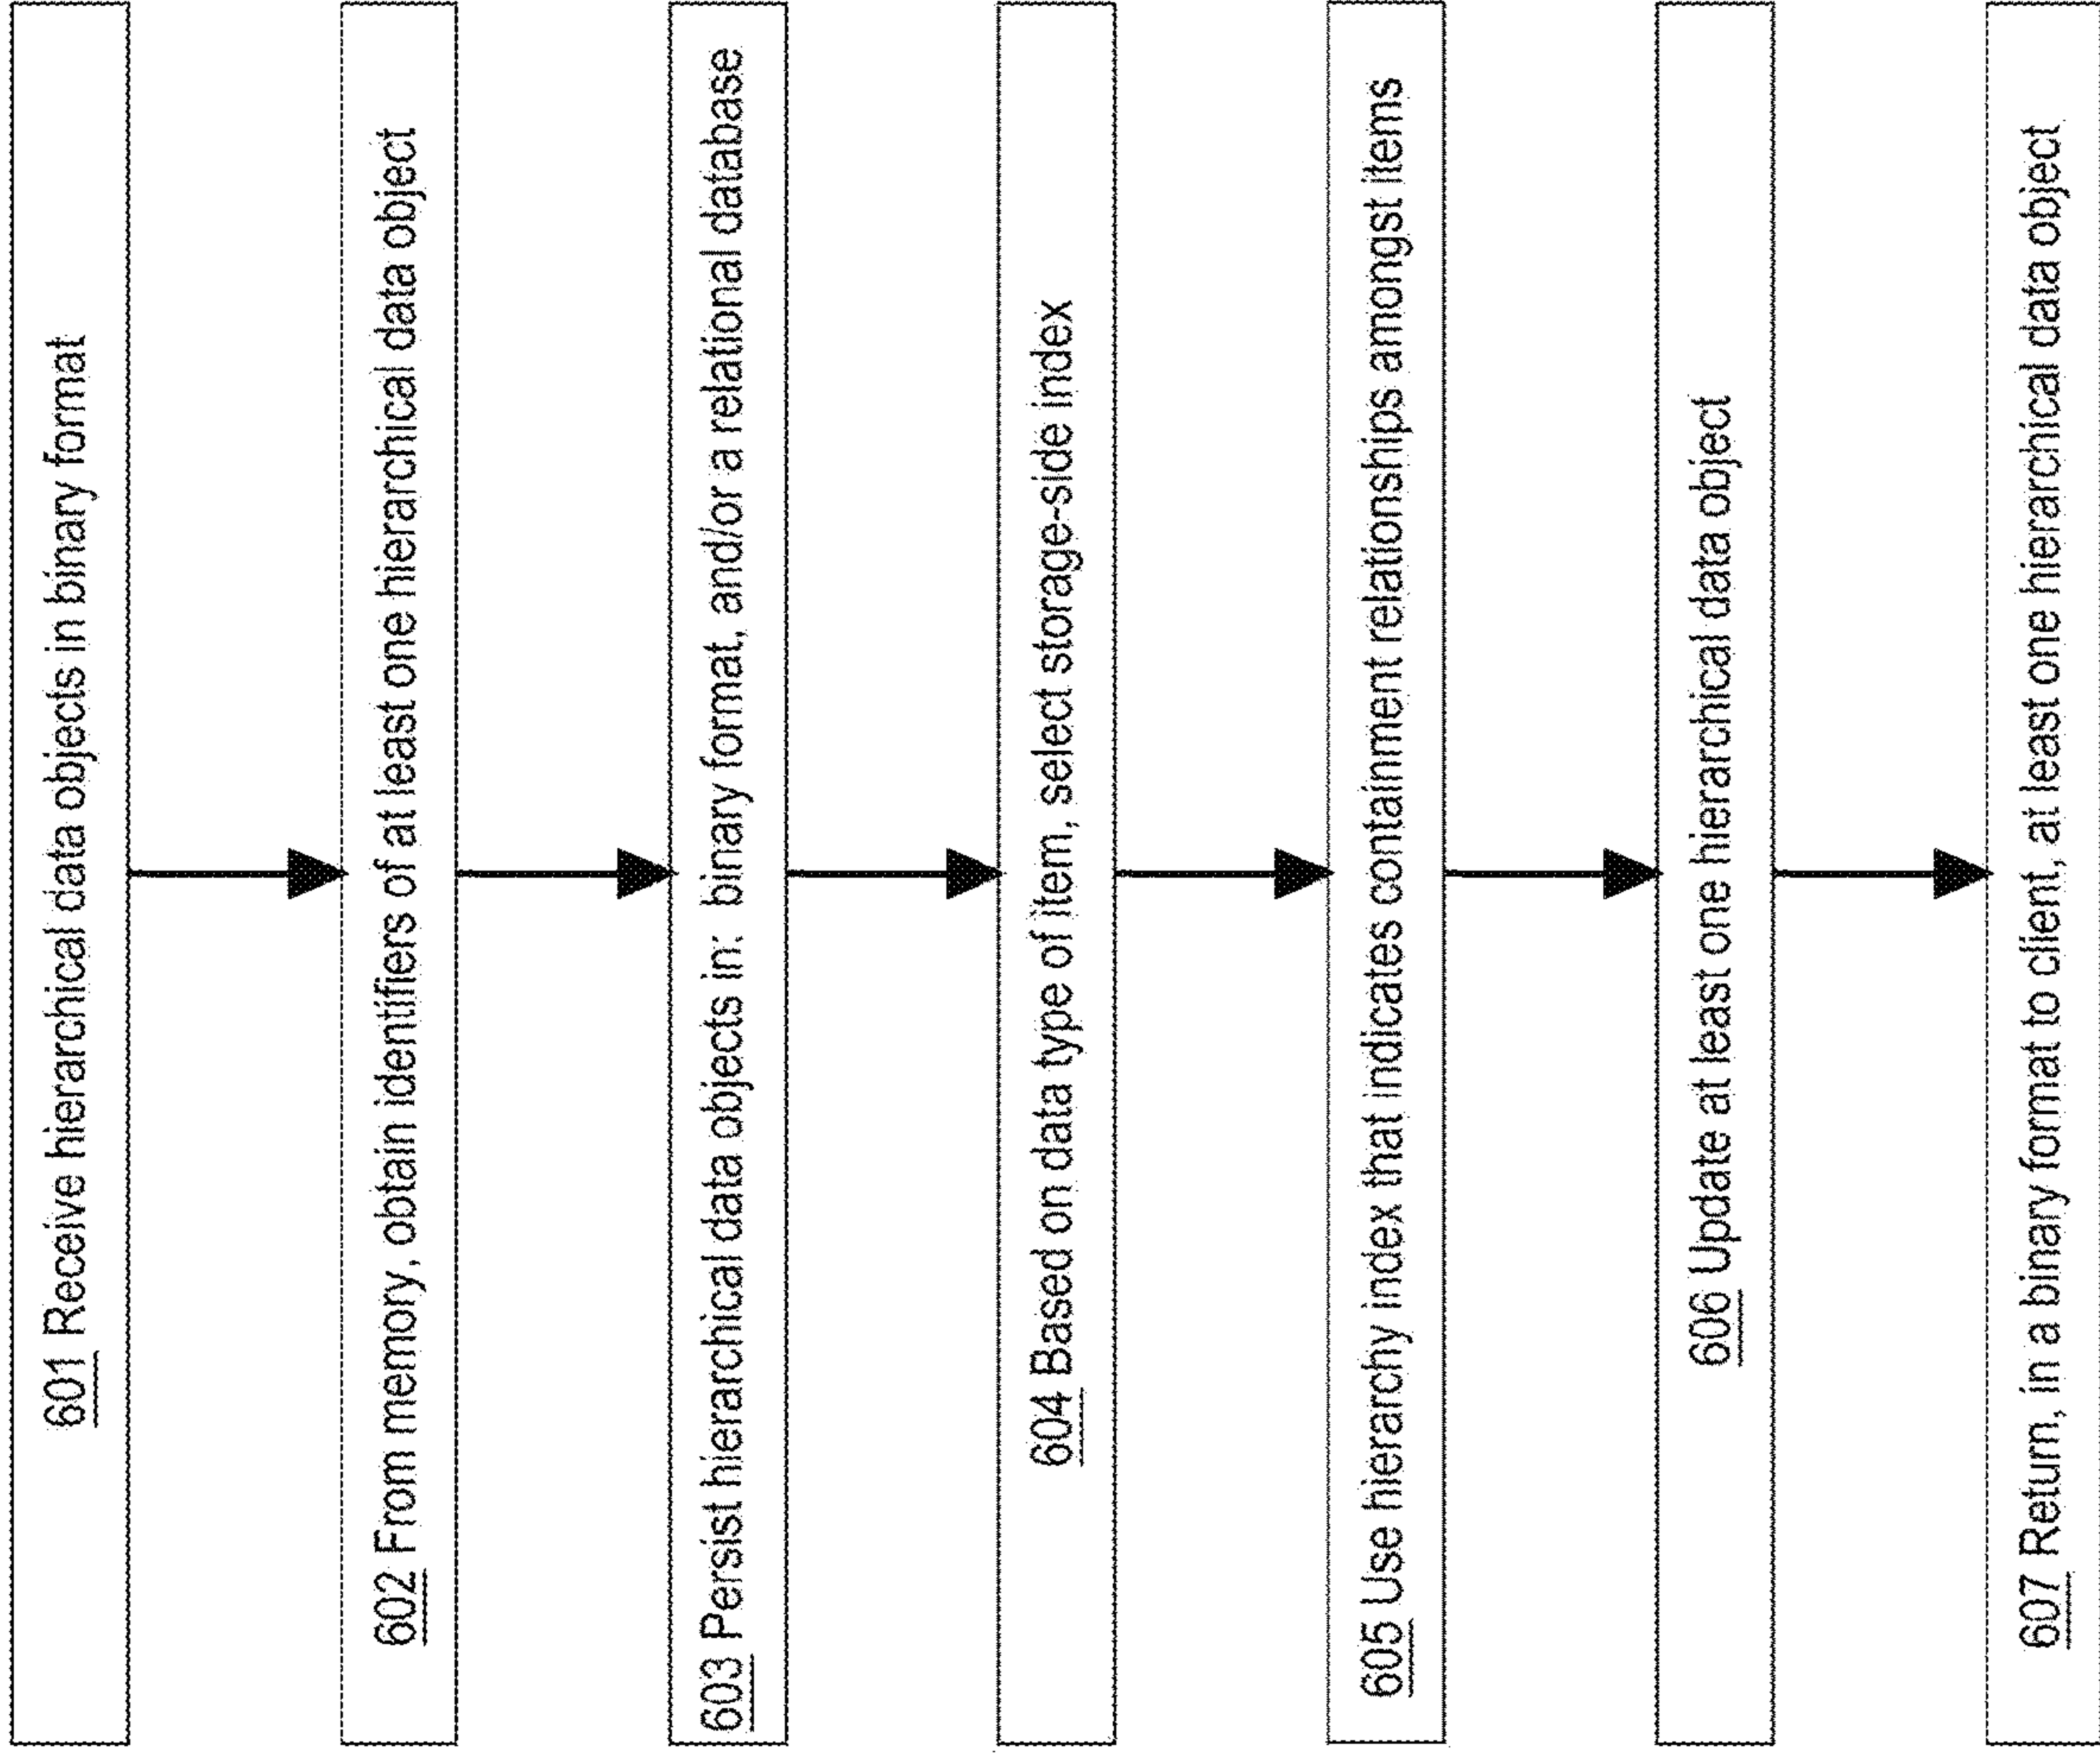 601 Receive hierarchical data objects in binary format
602 From memory, obtain identifiers of at least one hierarchical data object
603 Persist hierarchical data objects in: binary format, and/or a relational database
604 Based on data type of item, select storage-side index
605 Use hierarchy index that indicates containment relationships amongst items
606 Update at least one hierarchical data object
607 Return, in a binary format to client, at least one hierarchical data object